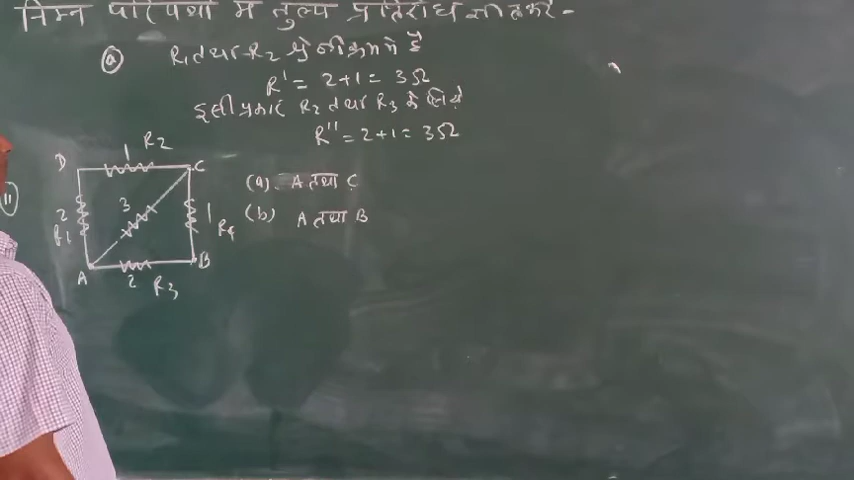 निम्न परिपथों में तुल्य प्रतिरोध ज्ञात करें -
(a) R1 तथा R2 श्रेणीक्रम में है
R' = 2+1 = 3Ω
इसी प्रकार R2 तथा R3 के लिये
R'' = 2+1 = 3Ω
1 R2
D C
(a). A तथा C
(11) 2 3 1
R1 R4
(b) A तथा B
A B
2 R3